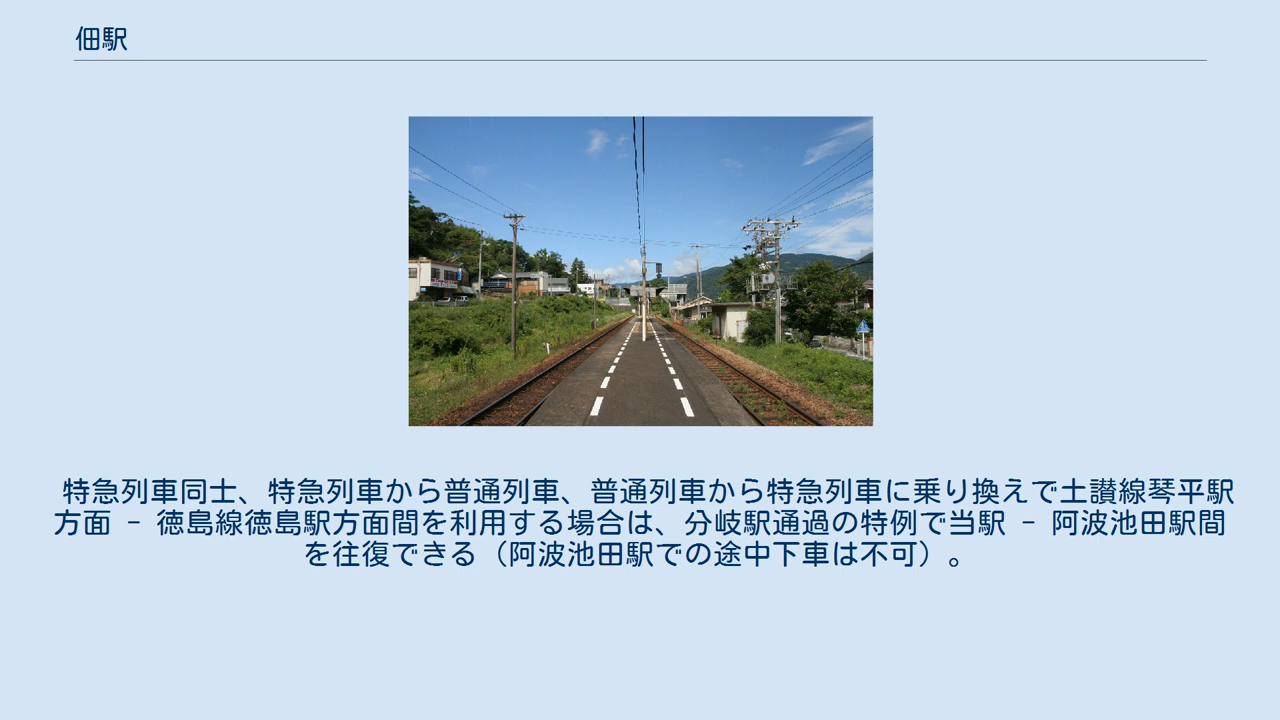 佃駅
特急列車同士、特急列車から普通列車、普通列車から特急列車に乗り換えで土讃線琴平駅
方面 － 徳島線徳島駅方面間を利用する場合は、分岐駅通過の特例で当駅 － 阿波池田駅間
を往復できる（阿波池田駅での途中下車は不可）。